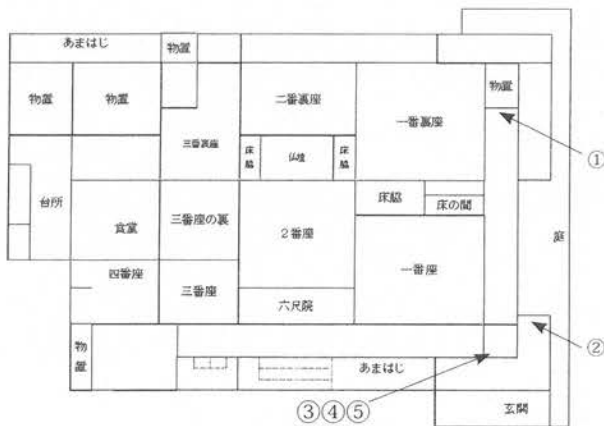 あまはじ
物置
物置
物置
二番裏座
一番裏座
物置
三番裏座
床脇
仏壇
床脇
①
台所
食堂
三番座の裏
2番座
床脇
床の間
庭
四番座
三番座
六尺院
一番座
物置
あまはじ
②
③④⑤
玄関